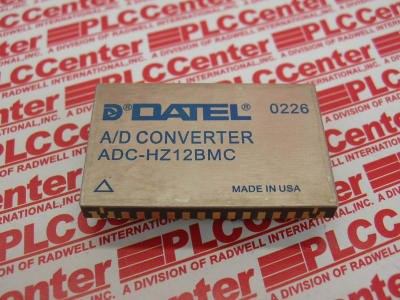 D® DATEL® 0226
A/D CONVERTER
ADC-HZ12BMC
△ MADE IN USA
PLCCenter
A DIVISION OF RADWELL INTERNATIONAL, INC.